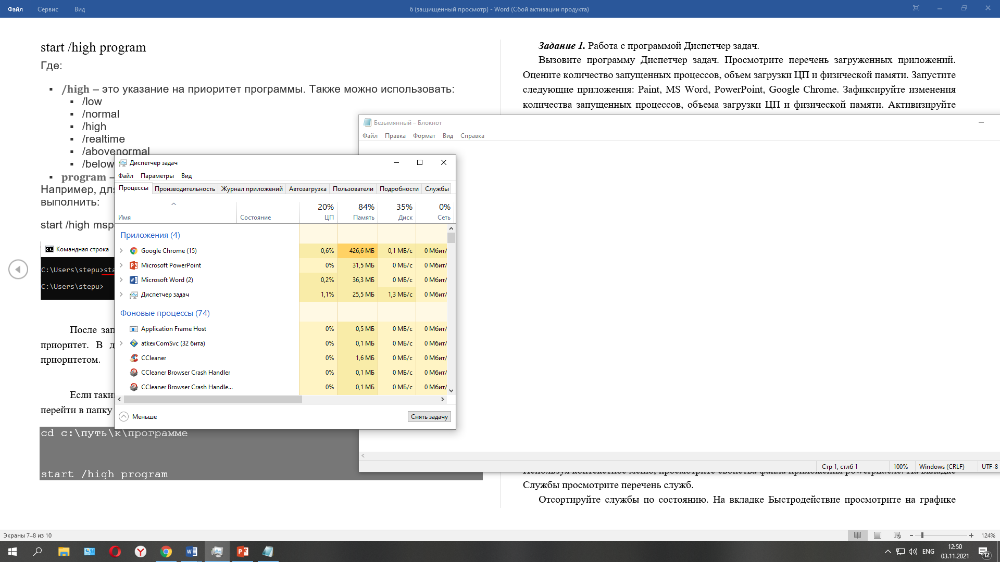 Файл Сервис Вид
6 (защищенный просмотр) - Word (Сбой активации продукта)
start /high program
Где:
/high – это указание на приоритет программы. Также можно использовать:
/low
/normal
/high
/realtime
/abovenormal
/below
program –
Например, для
выполнить:
start /high msp
Командная строка
C:\Users\stepu>sta
C:\Users\stepu>
После зап
приоритет. В д
приоритетом.
Если таки
перейти в папку
cd c:\путь\к\программе
start /high program
Задание 1. Работа с программой Диспетчер задач.
Вызовите программу Диспетчер задач. Просмотрите перечень загруженных приложений.
Оцените количество запущенных процессов, объем загрузки ЦП и физической памяти. Запустите
следующие приложения: Paint, MS Word, PowerPoint, Google Chrome. Зафиксируйте изменения
количества запущенных процессов, объема загрузки ЦП и физической памяти. Активизируйте
Безымянный – Блокнот
Файл Правка Формат Вид Справка
Диспетчер задач
Файл Параметры Вид
Процессы Производительность Журнал приложений Автозагрузка Пользователи Подробности Службы
20% 84% 35% 0%
Имя Состояние ЦП Память Диск Сеть
Приложения (4)
Google Chrome (15) 0,6% 426,6 МБ 0,1 МБ/с 0 Мбит/
Microsoft PowerPoint 0% 31,5 МБ 0 МБ/с 0 Мбит/
Microsoft Word (2) 0,2% 36,3 МБ 0 МБ/с 0 Мбит/
Диспетчер задач 1,1% 25,5 МБ 1,3 МБ/с 0 Мбит/
Фоновые процессы (74)
Application Frame Host 0% 0,5 МБ 0 МБ/с 0 Мбит/
atkexComSvc (32 бита) 0% 0,1 МБ 0 МБ/с 0 Мбит/
CCleaner 0% 1,6 МБ 0 МБ/с 0 Мбит/
CCleaner Browser Crash Handler 0% 0,1 МБ 0 МБ/с 0 Мбит/
CCleaner Browser Crash Handle... 0% 0,1 МБ 0 МБ/с 0 Мбит/
Меньше Снять задачу
Стр 1, стлб 1 100% Windows (CRLF) UTF-8
Используя контекстное меню, просмотрите свойства файла приложения powerpnt.exe. На вкладке
Службы просмотрите перечень служб.
Отсортируйте службы по состоянию. На вкладке Быстродействие просмотрите на графике
Экраны 7–8 из 10
124%
ENG
12:50
03.11.2021
12